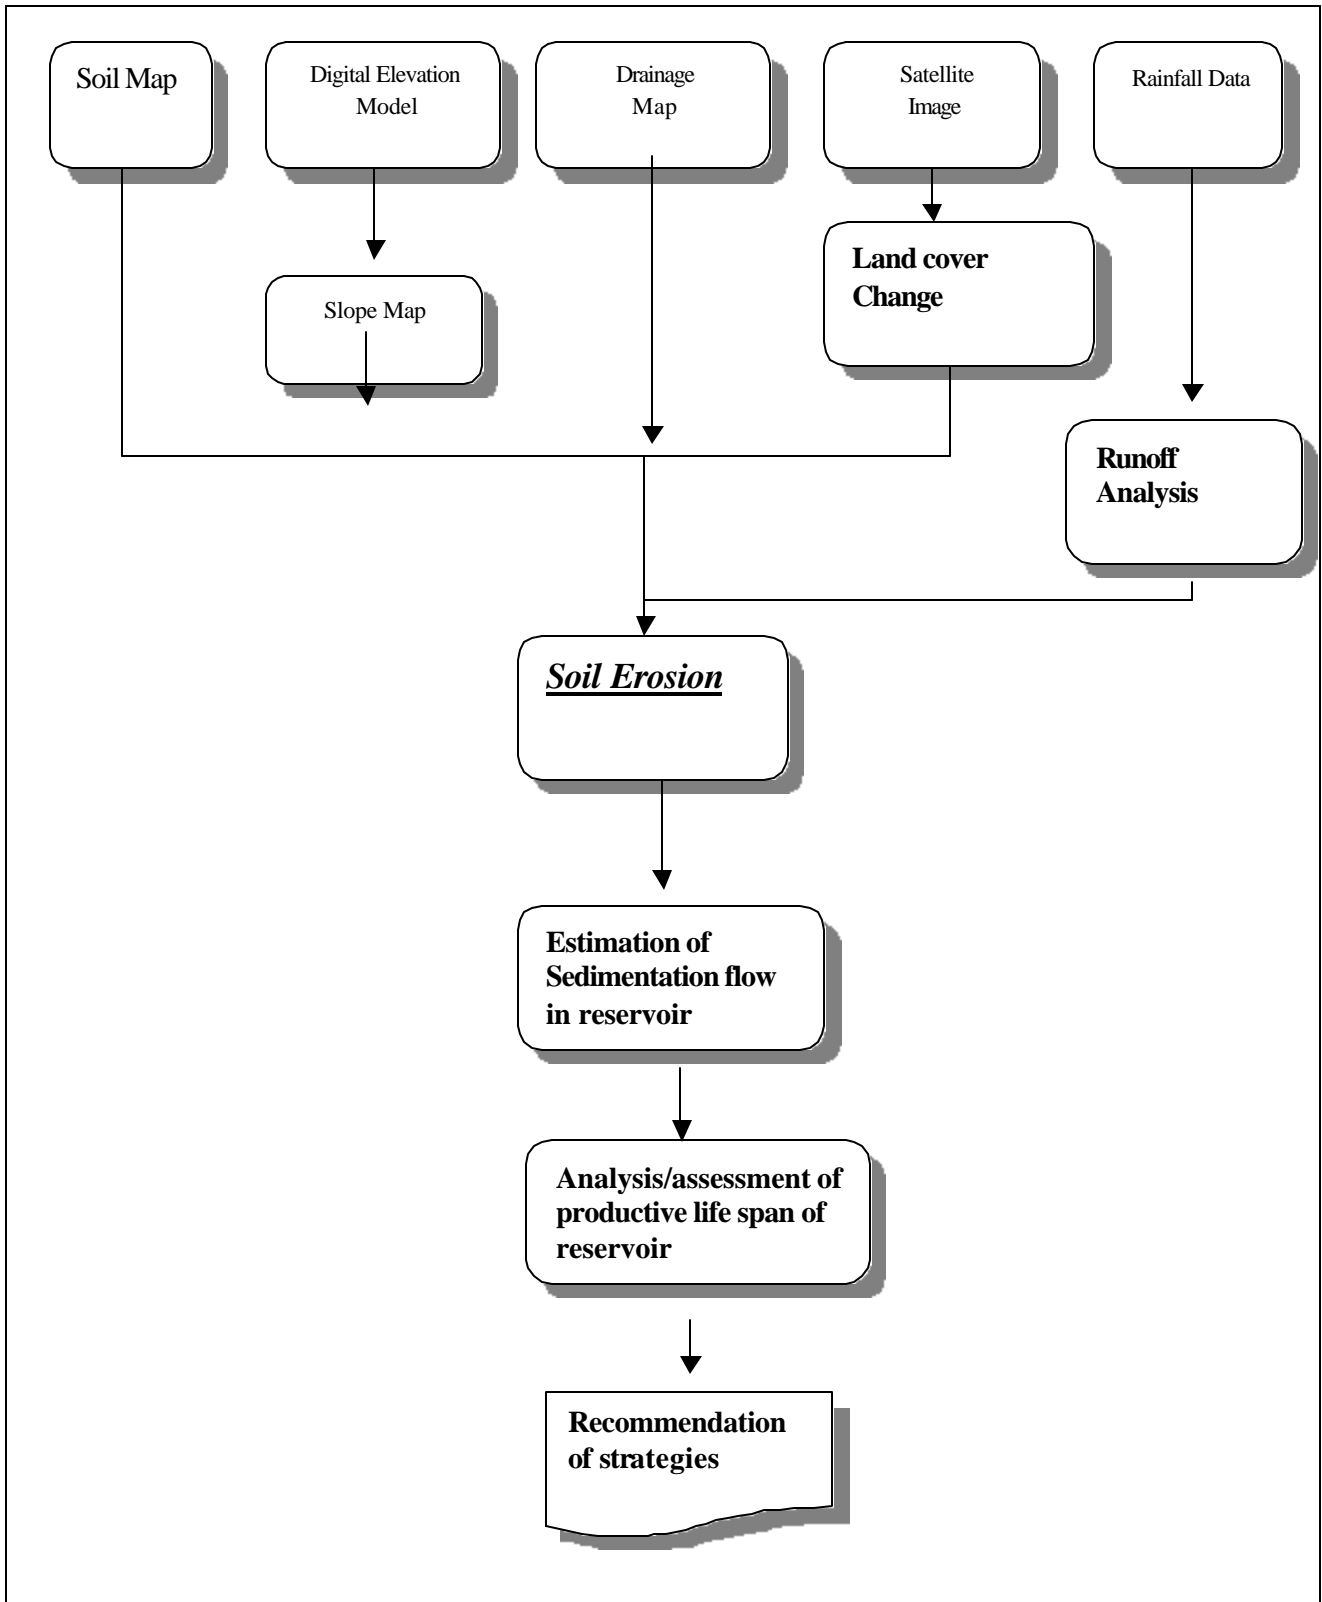 Soil Map
Digital Elevation
Model
Drainage
Map
Satellite
Image
Rainfall Data
Land cover
Change
Slope Map
Runoff
Analysis
Soil Erosion
Estimation of
Sedimentation flow
in reservoir
Analysis/assessment of
productive life span of
reservoir
Recommendation
of strategies